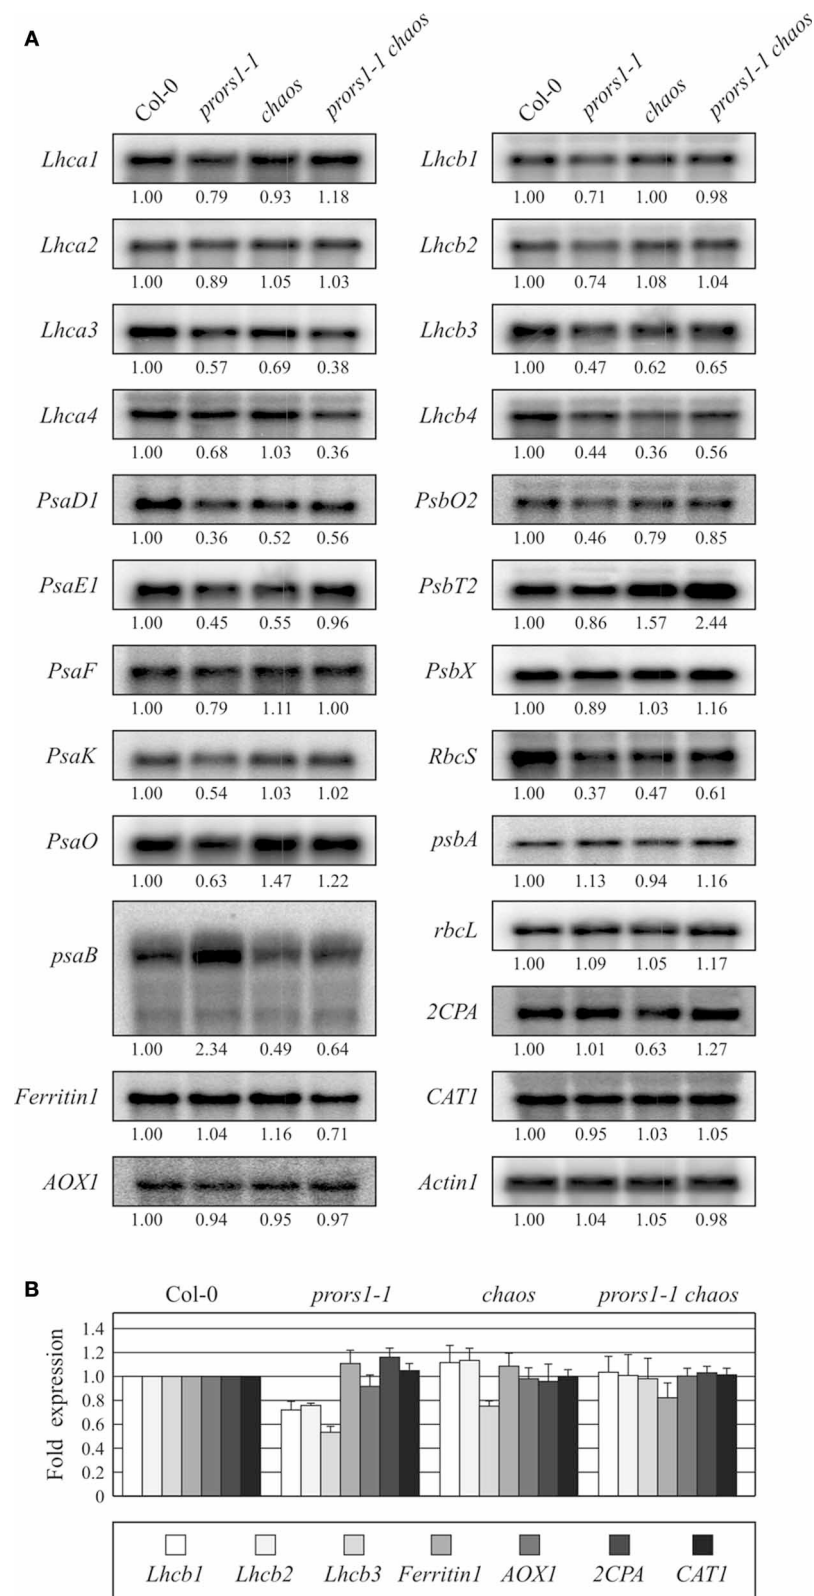 A
Col-0 prors1-1 chaos prors1-1 chaos
Lhca1
1.00 0.79 0.93 1.18
Lhca2
1.00 0.89 1.05 1.03
Lhca3
1.00 0.57 0.69 0.38
Lhca4
1.00 0.68 1.03 0.36
PsaD1
1.00 0.36 0.52 0.56
PsaE1
1.00 0.45 0.55 0.96
PsaF
1.00 0.79 1.11 1.00
PsaK
1.00 0.54 1.03 1.02
PsaO
1.00 0.63 1.47 1.22
psaB
1.00 2.34 0.49 0.64
Ferritin1
1.00 1.04 1.16 0.71
AOX1
1.00 0.94 0.95 0.97
Col-0 prors1-1 chaos prors1-1 chaos
Lhcb1
1.00 0.71 1.00 0.98
Lhcb2
1.00 0.74 1.08 1.04
Lhcb3
1.00 0.47 0.62 0.65
Lhcb4
1.00 0.44 0.36 0.56
PsbO2
1.00 0.46 0.79 0.85
PsbT2
1.00 0.86 1.57 2.44
PsbX
1.00 0.89 1.03 1.16
RbcS
1.00 0.37 0.47 0.61
psbA
1.00 1.13 0.94 1.16
rbcL
1.00 1.09 1.05 1.17
2CPA
1.00 1.01 0.63 1.27
CAT1
1.00 0.95 1.03 1.05
Actin1
1.00 1.04 1.05 0.98
B
Col-0 prors1-1 chaos prors1-1 chaos
Fold expression
1.4
1.2
1.0
0.8
0.6
0.4
0.2
0
Lhcb1 Lhcb2 Lhcb3 Ferritin1 AOX1 2CPA CAT1